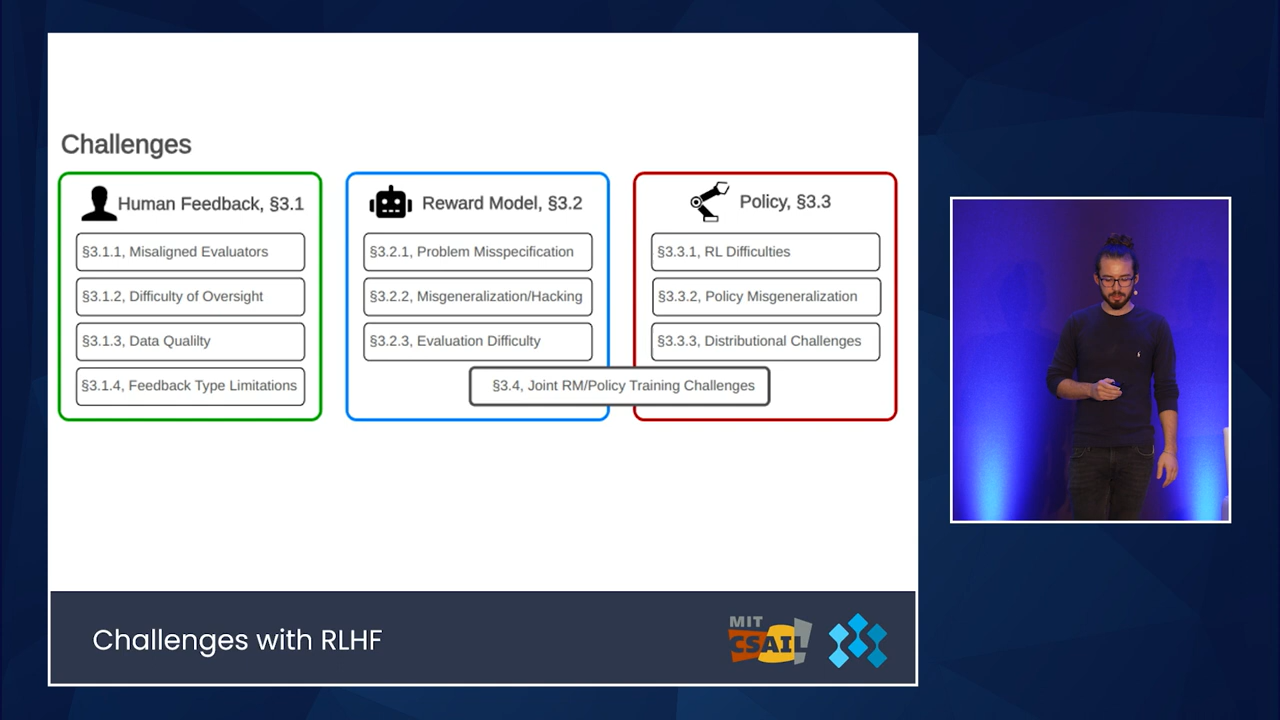 Challenges
Human Feedback, §3.1
§3.1.1, Misaligned Evaluators
§3.1.2, Difficulty of Oversight
§3.1.3, Data Qualilty
§3.1.4, Feedback Type Limitations
Reward Model, §3.2
§3.2.1, Problem Misspecification
§3.2.2, Misgeneralization/Hacking
§3.2.3, Evaluation Difficulty
Policy, §3.3
§3.3.1, RL Difficulties
§3.3.2, Policy Misgeneralization
§3.3.3, Distributional Challenges
§3.4, Joint RM/Policy Training Challenges
Challenges with RLHF
MIT
CSAIL